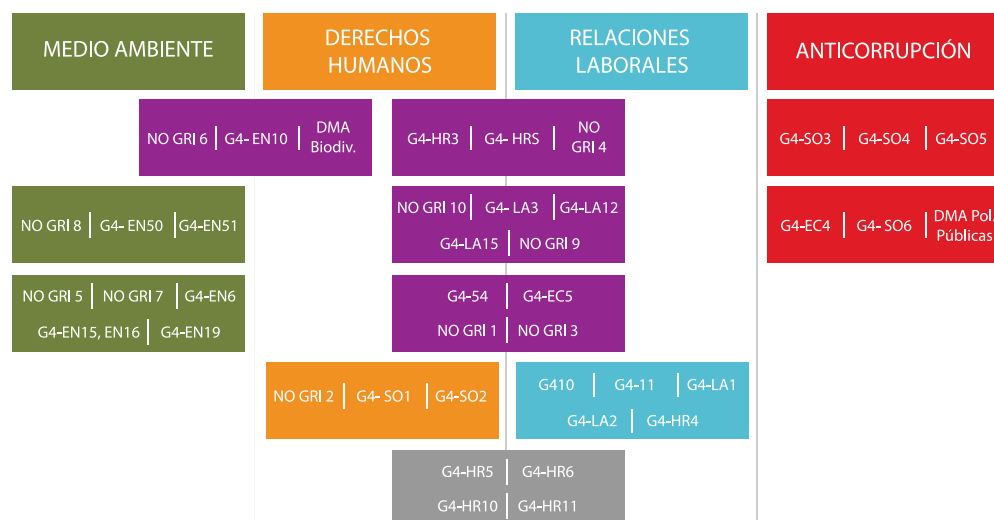 MEDIO AMBIENTE
DERECHOS
HUMANOS
RELACIONES
LABORALES
ANTICORRUPCIÓN
NO GRI 6 | G4- EN10 | DMA
Biodiv.
G4-HR3 | G4- HRS | NO
GRI 4
G4-SO3 | G4-SO4 | G4-SO5
NO GRI 8 | G4- EN50 | G4-EN51
NO GRI 10 | G4- LA3 | G4-LA12
G4-LA15 | NO GRI 9
G4-EC4 | G4- SO6 | DMA Pol.
Públicas
NO GRI 5 | NO GRI 7 | G4-EN6
G4-EN15, EN16 | G4-EN19
G4-54 | G4-EC5
NO GRI 1 | NO GRI 3
NO GRI 2 | G4- SO1 | G4-SO2
G410 | G4-11 | G4-LA1
G4-LA2 | G4-HR4
G4-HR5 | G4-HR6
G4-HR10 | G4-HR11